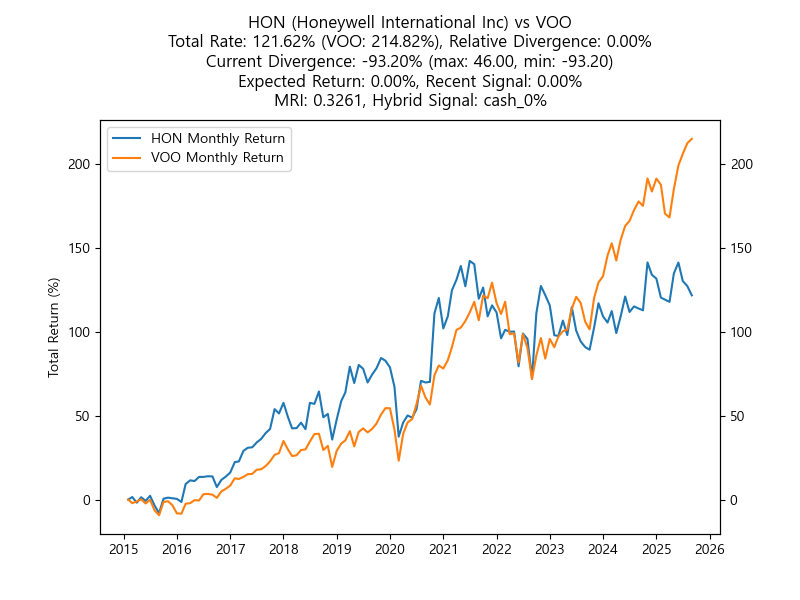 HON (Honeywell International Inc) vs VOO
Total Rate: 121.62% (VOO: 214.82%), Relative Divergence: 0.00%
Current Divergence: -93.20% (max: 46.00, min: -93.20)
Expected Return: 0.00%, Recent Signal: 0.00%
MRI: 0.3261, Hybrid Signal: cash_0%
HON Monthly Return
VOO Monthly Return
Total Return (%)
200
150
100
50
0
200
150
100
50
0
2015 2016 2017 2018 2019 2020 2021 2022 2023 2024 2025 2026